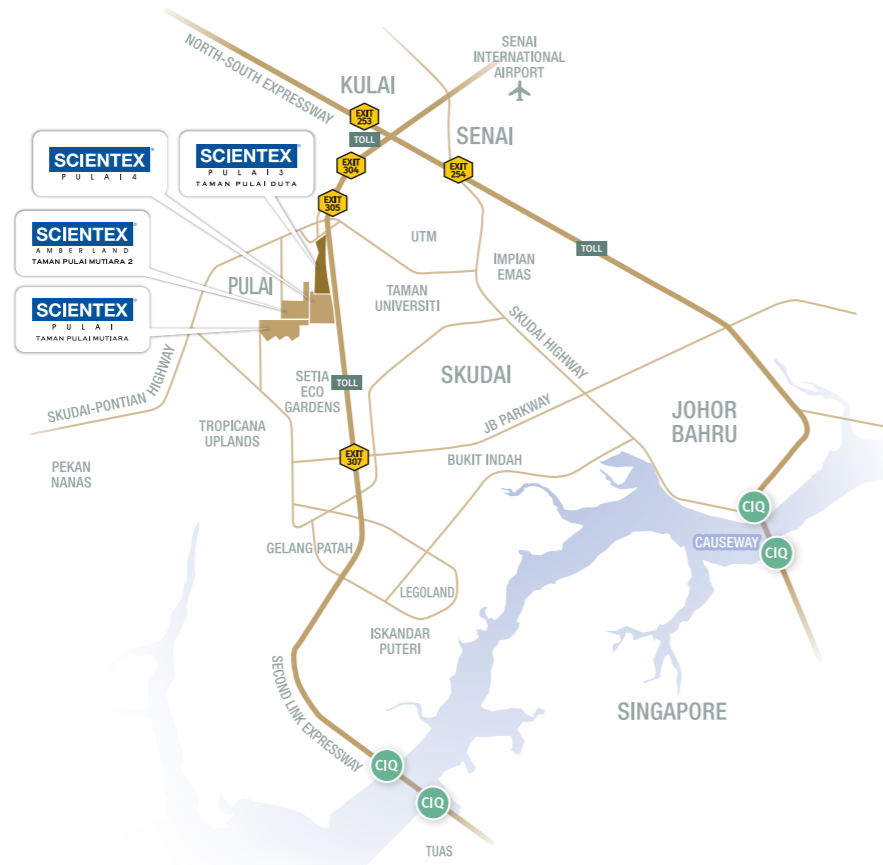 NORTH-SOUTH EXPRESSWAY
SENAI
INTERNATIONAL
AIRPORT
KULAI
EXIT
253
TOLL
SENAI
EXIT
304
EXIT
254
EXIT
305
SCIENTEX
PULAI 4
SCIENTEX
PULAI 3
TAMAN PULAI DUTA
SCIENTEX
AMBER LAND
TAMAN PULAI MUTIARA 2
SCIENTEX
PULAI
TAMAN PULAI MUTIARA
UTM
TOLL
IMPIAN
EMAS
PULAI
TAMAN
UNIVERSITI
SKUDAI HIGHWAY
SKUDAI-PONTIAN HIGHWAY
SETIA
ECO
GARDENS
TOLL
SKUDAI
JB PARKWAY
JOHOR
BAHRU
TROPICANA
UPLANDS
PEKAN
NANAS
EXIT
307
BUKIT INDAH
CIQ
CAUSEWAY
CIQ
GELANG PATAH
LEGOLAND
ISKANDAR
PUTERI
SECOND LINK EXPRESSWAY
SINGAPORE
CIQ
CIQ
TUAS